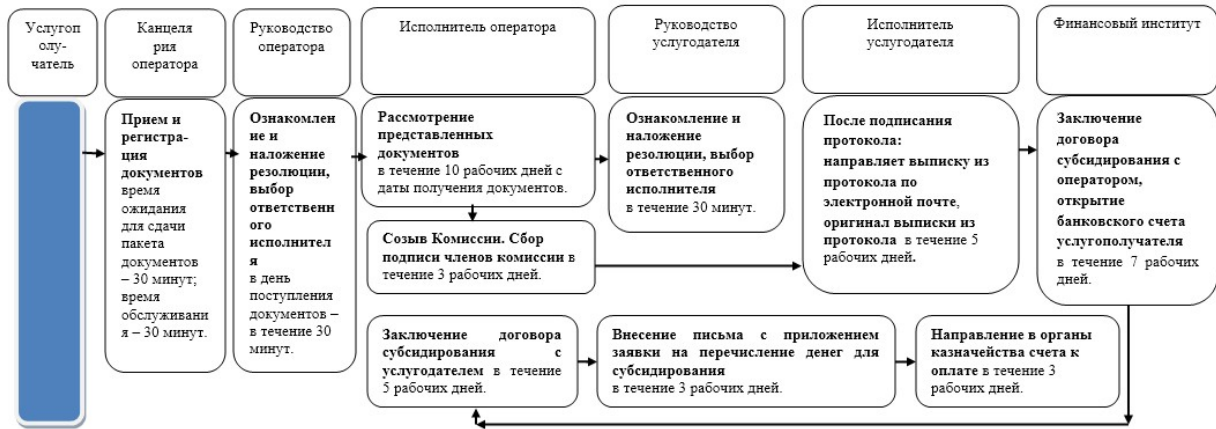 Услугоп
олу-
чатель
Канцеля
рия
оператора
Руководство
оператора
Исполнитель оператора
Руководство
услугодателя
Исполнитель
услугодателя
Финансовый институт
Прием и
регистра-
ция
документов
время
ожидания
для сдачи
пакета
документов
– 30 минут;
время
обслуживани
я – 30 минут.
Ознакомлен
ие и
наложение
резолюции,
выбор
ответственн
ого
исполнител
я
в день
поступления
документов –
в течение 30
минут.
Рассмотрение
представленных
документов
в течение 10 рабочих дней с
даты получения документов.
Созыв Комиссии. Сбор
подписи членов комиссии в
течение 3 рабочих дней.
Ознакомление и
наложение
резолюции, выбор
ответственного
исполнителя
в течение 30 минут.
После подписания
протокола:
направляет выписку из
протокола по
электронной почте,
оригинал выписки из
протокола в течение 5
рабочих дней.
Заключение
договора
субсидирования с
оператором,
открытие
банковского счета
услугополучателя
в течение 7 рабочих
дней.
Заключение договора
субсидирования с
услугодателем в течение
5 рабочих дней.
Внесение письма с приложением
заявки на перечисление денег для
субсидирования
в течение 3 рабочих дней.
Направление в органы
казначейства счета к
оплате в течение 3
рабочих дней.